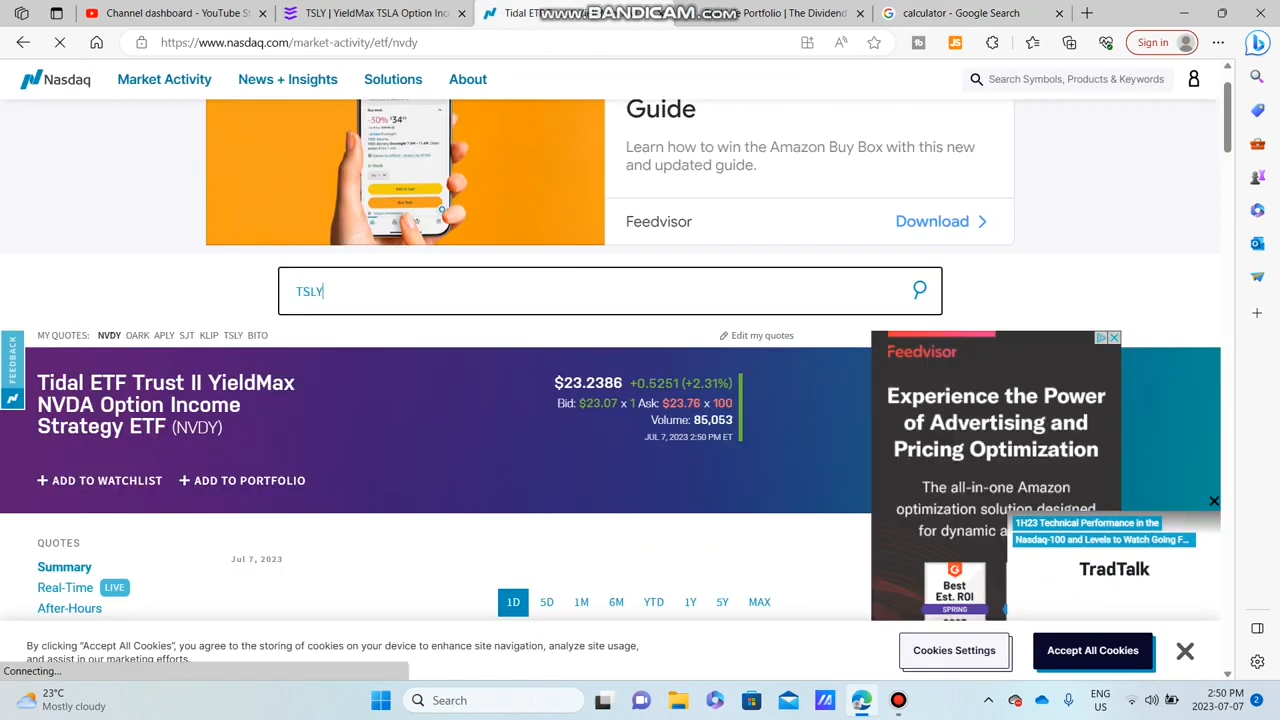 Channel dashboard - YouTube St
YieldMax TSLA Option Inc
Tidal ET
www.BANDICAM.com
Portfolio | The Dividend
calculator - Google Search
https://www.nasdaq.com/market-activity/etf/nvdy
Sign in
Nasdaq
Market Activity
News + Insights
Solutions
About
Search Symbols, Products & Keywords
Guide
Learn how to win the Amazon Buy Box with this new
and updated guide.
Feedvisor
Download
TSLY
MY QUOTES: NVDY OARK APLY SJT KLIP TSLY BITO
Edit my quotes
FEEDBACK
Tidal ETF Trust II YieldMax
NVDA Option Income
Strategy ETF (NVDY)
$23.2386 +0.5251 (+2.31%)
Bid: $23.07 x 1 Ask: $23.76 x 100
Volume: 85,053
JUL 7, 2023 2:50 PM ET
+ ADD TO WATCHLIST
+ ADD TO PORTFOLIO
Feedvisor
Experience the Power
of Advertising and
Pricing Optimization
The all-in-one Amazon
optimization solution designed
for dynamic a
Best
Est. ROI
SPRING
1H23 Technical Performance in the
Nasdaq-100 and Levels to Watch Going F...
TradTalk
QUOTES
Summary
Real-Time LIVE
After-Hours
Jul 7, 2023
1D 5D 1M 6M YTD 1Y 5Y MAX
By clicking "Accept All Cookies", you agree to the storing of cookies on your device to enhance site navigation, analyze site usage,
and assist in our marketing efforts.
Cookies Settings
Accept All Cookies
Connecting...
23°C
Mostly cloudy
Search
ENG
US
2:50 PM
2023-07-07
2